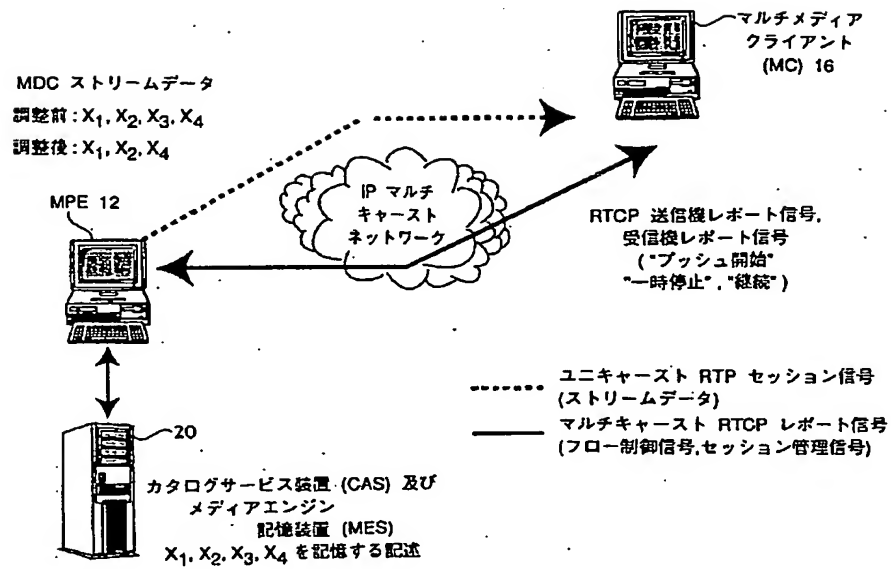 マルチメディア
クライアント
(MC) 16
MDC ストリームデータ
調整前:X₁, X₂, X₃, X₄
調整後:X₁, X₂, X₄
MPE 12
IP マルチ
キャースト
ネットワーク
RTCP 送信機レポート信号,
受信機レポート信号
("プッシュ開始"
"一時停止","継続")
ユニキャースト RTP セッション信号
(ストリームデータ)
マルチキャースト RTCP レポート信号
(フロー制御信号,セッション管理信号)
20
カタログサービス装置 (CAS) 及び
メディアエンジン
記憶装置 (MES)
X₁, X₂, X₃, X₄ を記憶する記述